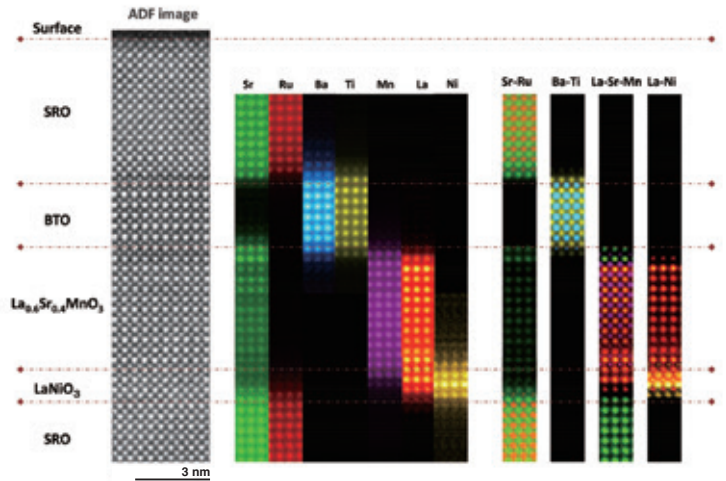 ADF image
Surface
Sr Ru Ba Ti Mn La Ni
Sr-Ru Ba-Ti La-Sr-Mn La-Ni
SRO
BTO
La₀.₆Sr₀.₄MnO₃
LaNiO₃
SRO
3 nm